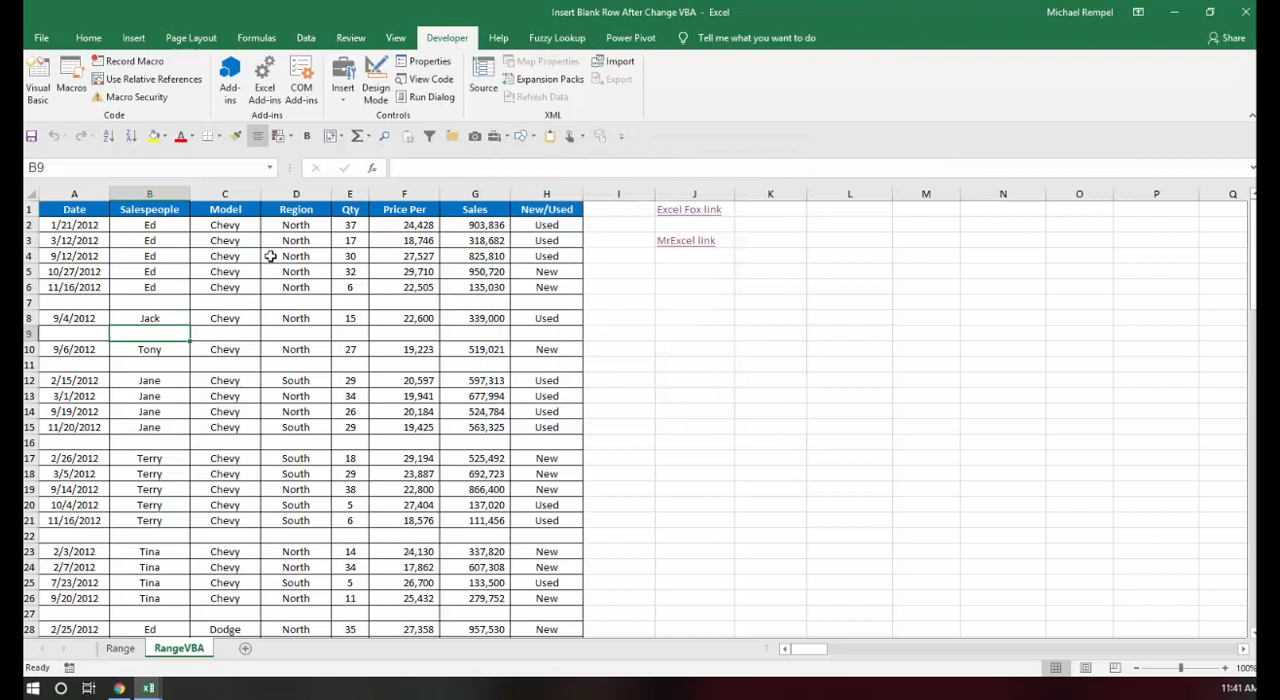 Insert Blank Row After Change VBA - Excel Michael Rempel
File Home Insert Page Layout Formulas Data Review View Developer Help Fuzzy Lookup Power Pivot Tell me what you want to do Share
Visual Basic Macros Record Macro Use Relative References Macro Security Add-ins Excel Add-ins COM Add-ins Insert Design Mode Properties View Code Run Dialog Source Map Properties Expansion Packs Refresh Data Import Export
Code Add-ins Controls XML
B9 fx
A B C D E F G H I J K L M N O P Q
1 Date Salespeople Model Region Qty Price Per Sales New/Used Excel Fox link
2 1/21/2012 Ed Chevy North 37 24,428 903,836 Used
3 3/12/2012 Ed Chevy North 17 18,746 318,682 Used MrExcel link
4 9/12/2012 Ed Chevy North 30 27,527 825,810 Used
5 10/27/2012 Ed Chevy North 32 29,710 950,720 New
6 11/16/2012 Ed Chevy North 6 22,505 135,030 New
7
8 9/4/2012 Jack Chevy North 15 22,600 339,000 Used
9
10 9/6/2012 Tony Chevy North 27 19,223 519,021 New
11
12 2/15/2012 Jane Chevy South 29 20,597 597,313 Used
13 3/1/2012 Jane Chevy South 34 19,941 677,994 Used
14 9/19/2012 Jane Chevy North 26 20,184 524,784 Used
15 11/20/2012 Jane Chevy South 29 19,425 563,325 Used
16
17 2/26/2012 Terry Chevy South 18 29,194 525,492 New
18 3/5/2012 Terry Chevy South 29 23,887 692,723 New
19 9/14/2012 Terry Chevy North 38 22,800 866,400 New
20 10/4/2012 Terry Chevy South 5 27,404 137,020 Used
21 11/16/2012 Terry Chevy South 6 18,576 111,456 Used
22
23 2/3/2012 Tina Chevy North 14 24,130 337,820 New
24 2/7/2012 Tina Chevy North 34 17,862 607,308 New
25 7/23/2012 Tina Chevy South 5 26,700 133,500 Used
26 9/20/2012 Tina Chevy North 11 25,432 279,752 New
27
28 2/25/2012 Ed Dodge North 35 27,358 957,530 New
Range RangeVBA
Ready 100%
11:41 AM